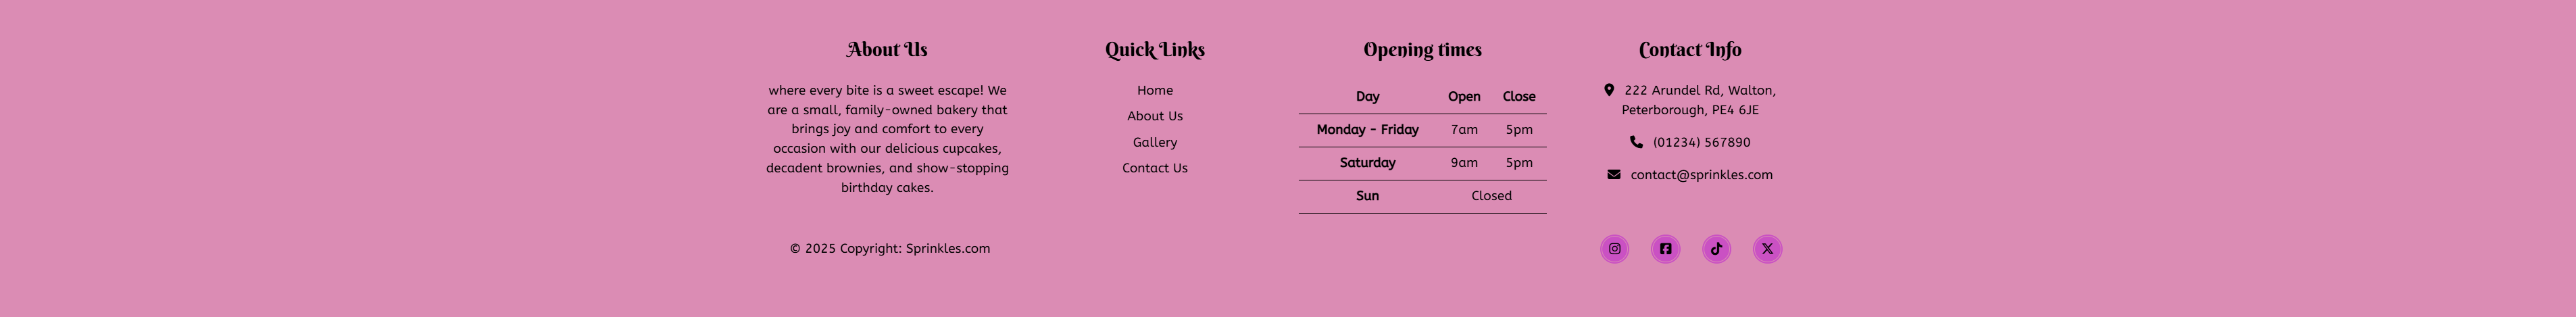 About Us
where every bite is a sweet escape! We
are a small, family-owned bakery that
brings joy and comfort to every
occasion with our delicious cupcakes,
decadent brownies, and show-stopping
birthday cakes.
Quick Links
Home
About Us
Gallery
Contact Us
Opening times
Day Open Close
Monday - Friday 7am 5pm
Saturday 9am 5pm
Sun Closed
Contact Info
222 Arundel Rd, Walton,
Peterborough, PE4 6JE
(01234) 567890
contact@sprinkles.com
© 2025 Copyright: Sprinkles.com